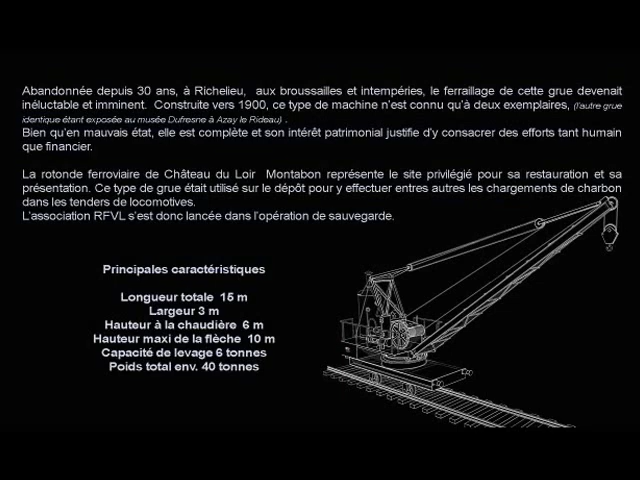 Abandonnée depuis 30 ans, à Richelieu, aux broussailles et intempéries, le ferraillage de cette grue devenait
inéluctable et imminent. Construite vers 1900, ce type de machine n'est connu qu'à deux exemplaires, (l'autre grue
identique étant exposée au musée Dufresne à Azay le Rideau) .
Bien qu'en mauvais état, elle est complète et son intérêt patrimonial justifie d'y consacrer des efforts tant humain
que financier.
La rotonde ferroviaire de Château du Loir Montabon représente le site privilégié pour sa restauration et sa
présentation. Ce type de grue était utilisé sur le dépôt pour y effectuer entres autres les chargements de charbon
dans les tenders de locomotives.
L'association RFVL s'est donc lancée dans l'opération de sauvegarde.
Principales caractéristiques
Longueur totale 15 m
Largeur 3 m
Hauteur à la chaudière 6 m
Hauteur maxi de la flèche 10 m
Capacité de levage 6 tonnes
Poids total env. 40 tonnes